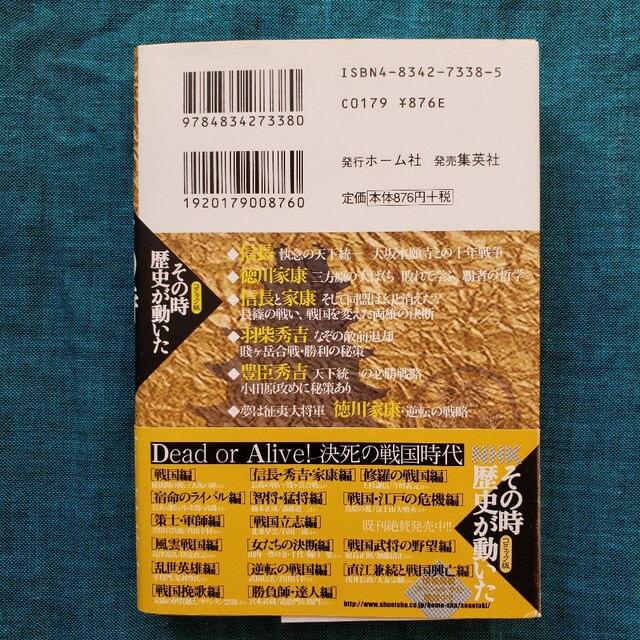 ISBN4-8342-7338-5
C0179 ¥876E
9784834273380
発行ホーム社 発売集英社
1920179008760
定価 本体876円+税
その時
歴史が動いた
コミック版
◆信長 執念の天下統一 大坂本願寺との十年戦争
◆徳川家康 三方原の大ばくち 敗れて学ぶ、覇者の哲学
◆信長と家康 そして同盟は幻と消えた?
長篠の戦い、戦国を変えた両雄の決断
◆羽柴秀吉 なぞの敵前退却
賤ヶ岳合戦・勝利の秘策
◆豊臣秀吉 天下統一の必勝戦略
小田原攻めに秘策あり
◆夢は征夷大将軍 徳川家康・逆転の戦略
Dead or Alive! 決死の戦国時代
[戦国編] [信長・秀吉・家康編] [修羅の戦国編]
[宿命のライバル編] [智将・猛将編] [戦国・江戸の危機編]
[策士・軍師編] [戦国立志編] 既刊絶賛発売中!!
[風雲戦国編] [女たちの決断編] [戦国武将の野望編]
[乱世英雄編] [逆転の戦国編] [直江兼続と戦国興亡編]
[戦国挽歌編] [勝負師・達人編]
http://www.shueisha.co.jp/home-sha/sonotoki/
NHK
その時
歴史が動いた
コミック版